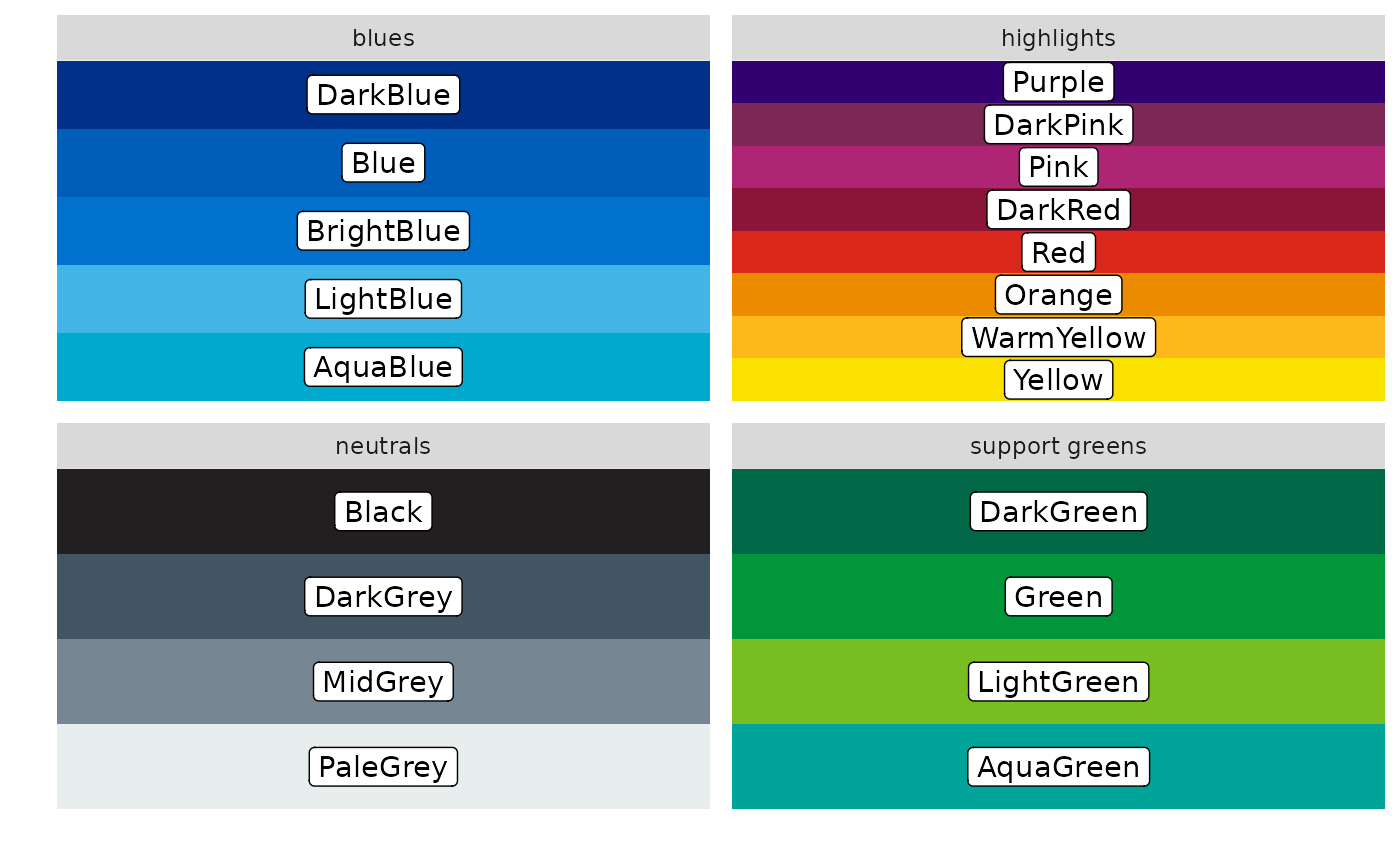 blues
DarkBlue
Blue
BrightBlue
LightBlue
AquaBlue
highlights
Purple
DarkPink
Pink
DarkRed
Red
Orange
WarmYellow
Yellow
neutrals
Black
DarkGrey
MidGrey
PaleGrey
support greens
DarkGreen
Green
LightGreen
AquaGreen